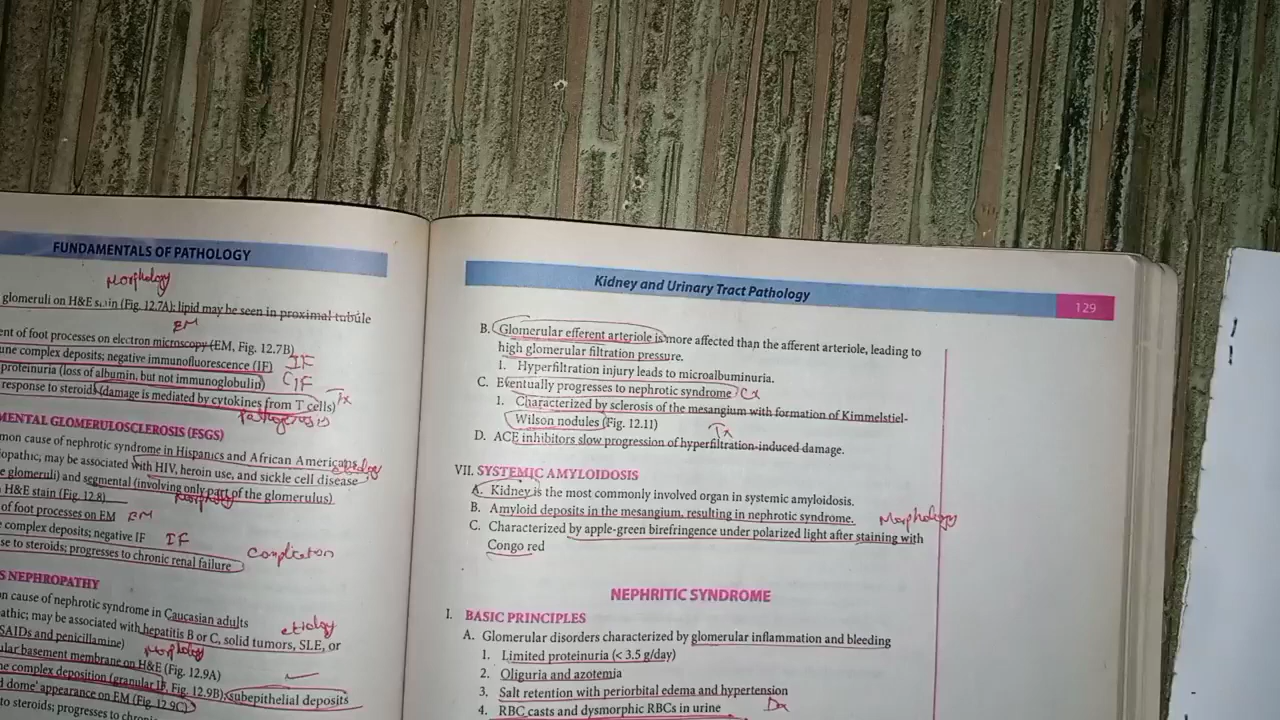 FUNDAMENTALS OF PATHOLOGY
Morphology
glomeruli on H&E stain (Fig. 12.7A); lipid may be seen in proximal tubule
EM
ent of foot processes on electron microscopy (EM, Fig. 12.7B)
une complex deposits; negative immunofluorescence (IF) IF
proteinuria (loss of albumin, but not immunoglobulin) CIF
response to steroids (damage is mediated by cytokines from T cells) Tx
Pathogenesis
MENTAL GLOMERULOSCLEROSIS (FSGS)
mon cause of nephrotic syndrome in Hispanics and African Americans etiology
opathic; may be associated with HIV, heroin use, and sickle cell disease
e glomeruli) and segmental (involving only part of the glomerulus)
H&E stain (Fig. 12.8) Morphology
of foot processes on EM EM
e complex deposits; negative IF IF
se to steroids; progresses to chronic renal failure Complication
S NEPHROPATHY
n cause of nephrotic syndrome in Caucasian adults
athic; may be associated with hepatitis B or C, solid tumors, SLE, or etiology
SAIDs and penicillamine) Morphology
ular basement membrane on H&E (Fig. 12.9A)
ne complex deposition (granular IF, Fig. 12.9B); subepithelial deposits
d dome' appearance on EM (Fig. 12.9C)
to steroids; progresses to chron
Kidney and Urinary Tract Pathology 129
B. Glomerular efferent arteriole is more affected than the afferent arteriole, leading to
high glomerular filtration pressure.
1. Hyperfiltration injury leads to microalbuminuria.
C. Eventually progresses to nephrotic syndrome Cx
1. Characterized by sclerosis of the mesangium with formation of Kimmelstiel-
Wilson nodules (Fig. 12.11) Tx
D. ACE inhibitors slow progression of hyperfiltration-induced damage.
VII. SYSTEMIC AMYLOIDOSIS
A. Kidney is the most commonly involved organ in systemic amyloidosis.
B. Amyloid deposits in the mesangium, resulting in nephrotic syndrome. Morphology
C. Characterized by apple-green birefringence under polarized light after staining with
Congo red
NEPHRITIC SYNDROME
I. BASIC PRINCIPLES
A. Glomerular disorders characterized by glomerular inflammation and bleeding
1. Limited proteinuria (< 3.5 g/day)
2. Oliguria and azotemia
3. Salt retention with periorbital edema and hypertension
4. RBC casts and dysmorphic RBCs in urine Dx